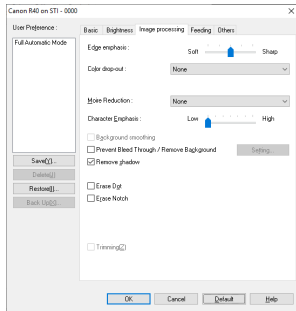 Canon R40 on STI - 0000
User Preference :
Full Automatic Mode
Save(Y)...
Delete(J)
Restore(I)...
Back Up(X)...
Basic Brightness Image processing Feeding Others
Edge emphasis :
Soft Sharp
Color drop-out :
None
Moire Reduction :
None
Character Emphasis :
Low High
Background smoothing
Prevent Bleed Through / Remove Background
Setting...
Remove shadow
Erase Dot
Erase Notch
Trimming(Z)
OK Cancel Default Help